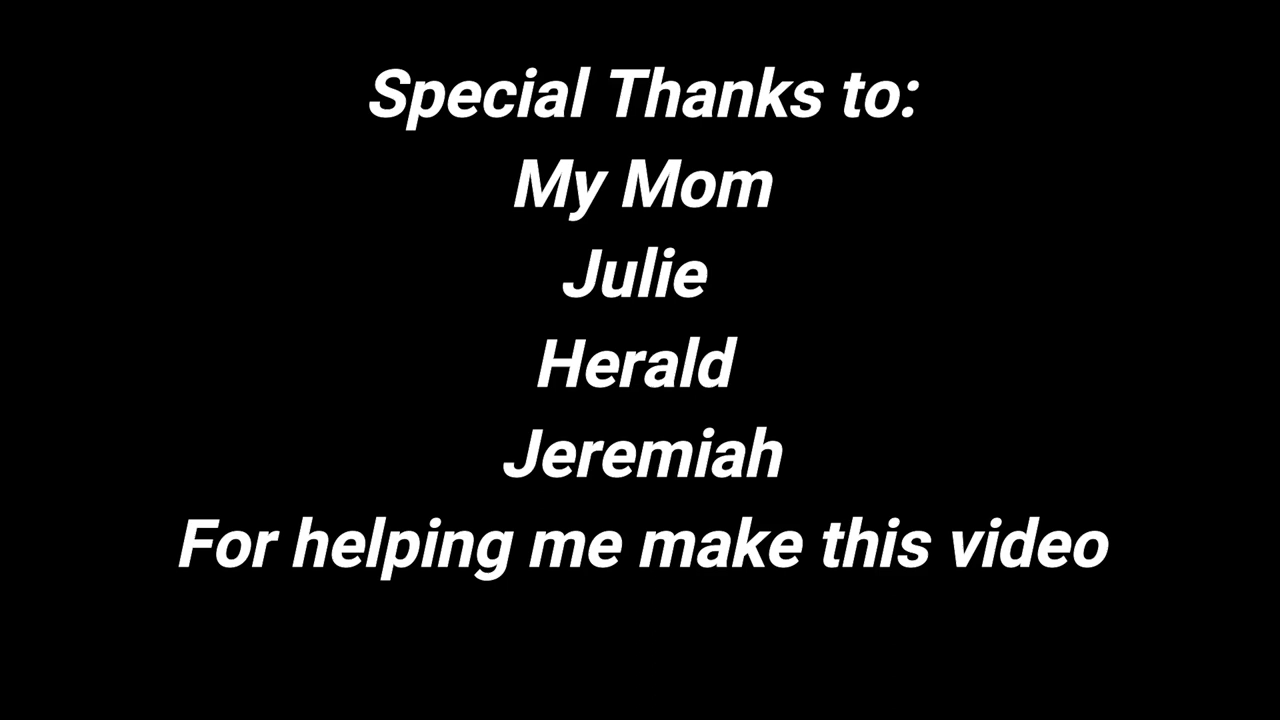 Special Thanks to:
My Mom
Julie
Herald
Jeremiah
For helping me make this video